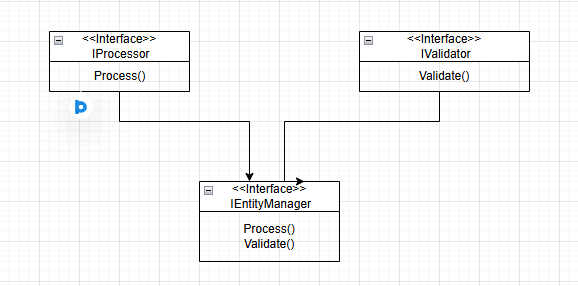 <<Interface>>
IProcessor
Process()
<<Interface>>
IValidator
Validate()
<<Interface>>
IEntityManager
Process()
Validate()